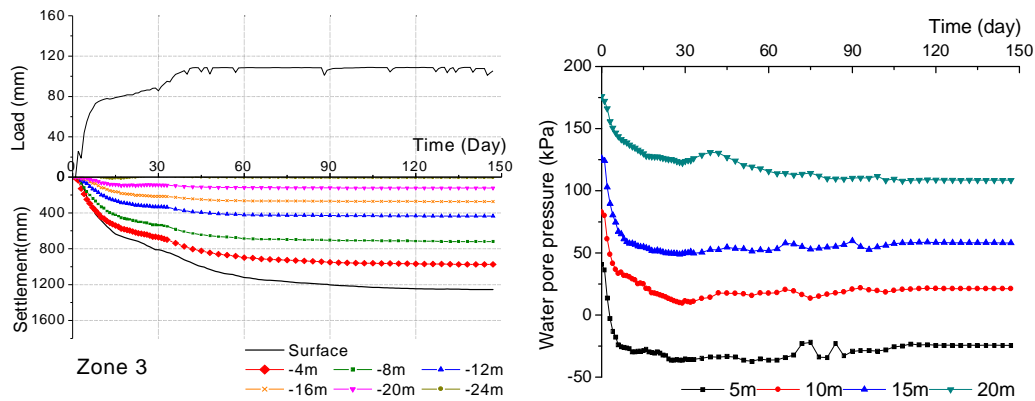 160
120
80
40
0
Load (mm)
Time (Day)
0 30 60 90 120 150
400
800
1200
1600
Settlement(mm)
Zone 3
Surface
-4m -8m -12m
-16m -20m -24m
Time (day)
0 30 60 90 120 150
200
150
100
50
0
-50
Water pore pressure (kPa)
5m 10m 15m 20m